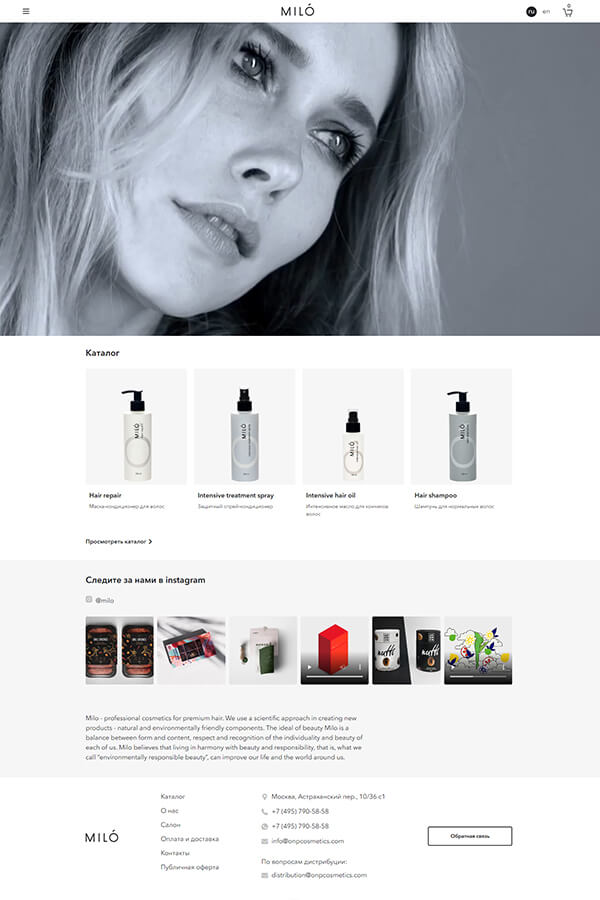 MILÓ
ru en 0
Каталог
MILÓ
MILÓ
MILÓ
MILÓ
Hair repair
Маска-кондиционер для волос
Intensive treatment spray
Защитный спрей-кондиционер
Intensive hair oil
Интенсивное масло для кончиков
волос
Hair shampoo
Шампунь для нормальных волос
Просмотреть каталог
Следите за нами в instagram
@milo
nutti
nutti
Milo - professional cosmetics for premium hair. We use a scientific approach in creating new
products - natural and environmentally friendly components. The ideal of beauty Milo is a
balance between form and content, respect and recognition of the individuality and beauty of
each of us. Milo believes that living in harmony with beauty and responsibility, that is, what we
call "environmentally responsible beauty", can improve our life and the world around us.
MILÓ
Каталог
О нас
Салон
Оплата и доставка
Контакты
Публичная оферта
Москва, Астраханский пер., 10/36 с1
+7 (495) 790-58-58
+7 (495) 790-58-58
info@onpcosmetics.com
По вопросам дистрибуции:
distribution@onpcosmetics.com
Обратная связь